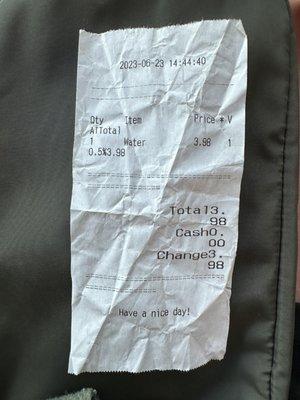 2023-06-23 14:44:40
Qty Item Price * V
ATTotal
1 Water 3.98 1
0.5%3.98
Total3.
98
Cash0.
00
Change3.
98
Have a nice day!